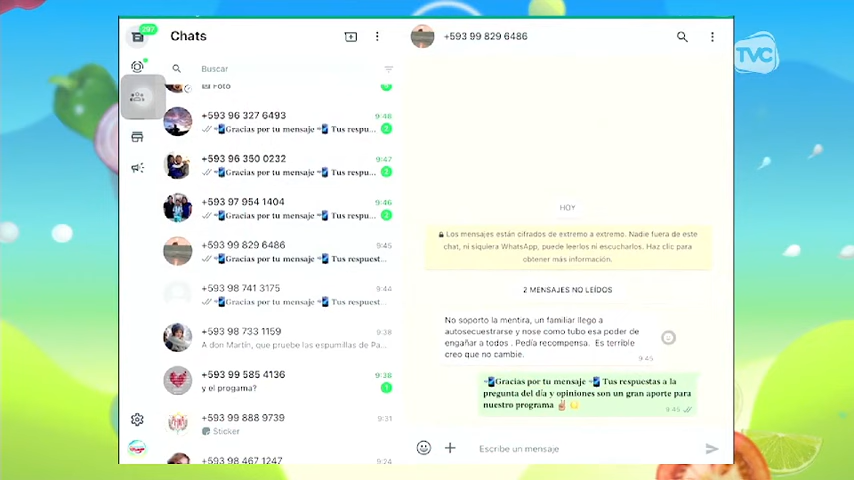 297
Chats
+593 99 829 6486
TVC
Buscar
Foto
+593 96 327 6493
9:48
Gracias por tu mensaje Tus respu...
+593 96 350 0232
9:47
Gracias por tu mensaje Tus respu...
+593 97 954 1404
9:46
Gracias por tu mensaje Tus respu...
+593 99 829 6486
9:45
Gracias por tu mensaje Tus respuest...
+593 98 741 3175
9:44
Gracias por tu mensaje Tus respuest...
+593 98 733 1159
9:38
A don Martín, que pruebe las espumillas de Pa...
+593 99 585 4136
9:38
y el progama?
1
+593 99 888 9739
9:31
Sticker
+593 98 467 1247
9:24
HOY
Los mensajes están cifrados de extremo a extremo. Nadie fuera de este
chat, ni siquiera WhatsApp, puede leerlos ni escucharlos. Haz clic para
obtener más información.
2 MENSAJES NO LEÍDOS
No soporto la mentira, un familiar llego a
autosecuestrarse y nose como tubo esa poder de
engañar a todos . Pedía recompensa. Es terrible
creo que no cambie.
9:45
Gracias por tu mensaje Tus respuestas a la
pregunta del día y opiniones son un gran aporte para
nuestro programa
9:45
Escribe un mensaje